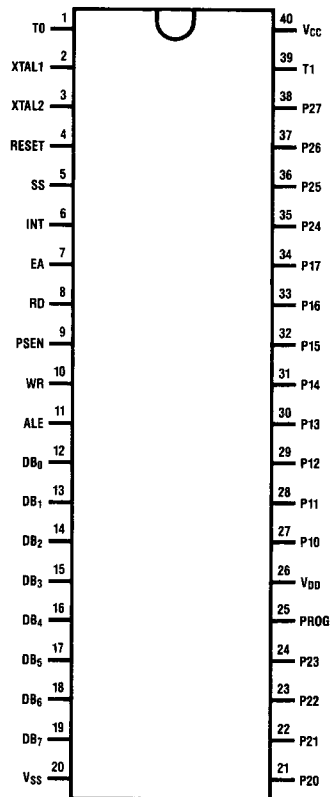 T0 1
XTAL1 2
XTAL2 3
RESET 4
SS 5
INT 6
EA 7
RD 8
PSEN 9
WR 10
ALE 11
DB0 12
DB1 13
DB2 14
DB3 15
DB4 16
DB5 17
DB6 18
DB7 19
VSS 20
40 VCC
39 T1
38 P27
37 P26
36 P25
35 P24
34 P17
33 P16
32 P15
31 P14
30 P13
29 P12
28 P11
27 P10
26 VDD
25 PROG
24 P23
23 P22
22 P21
21 P20